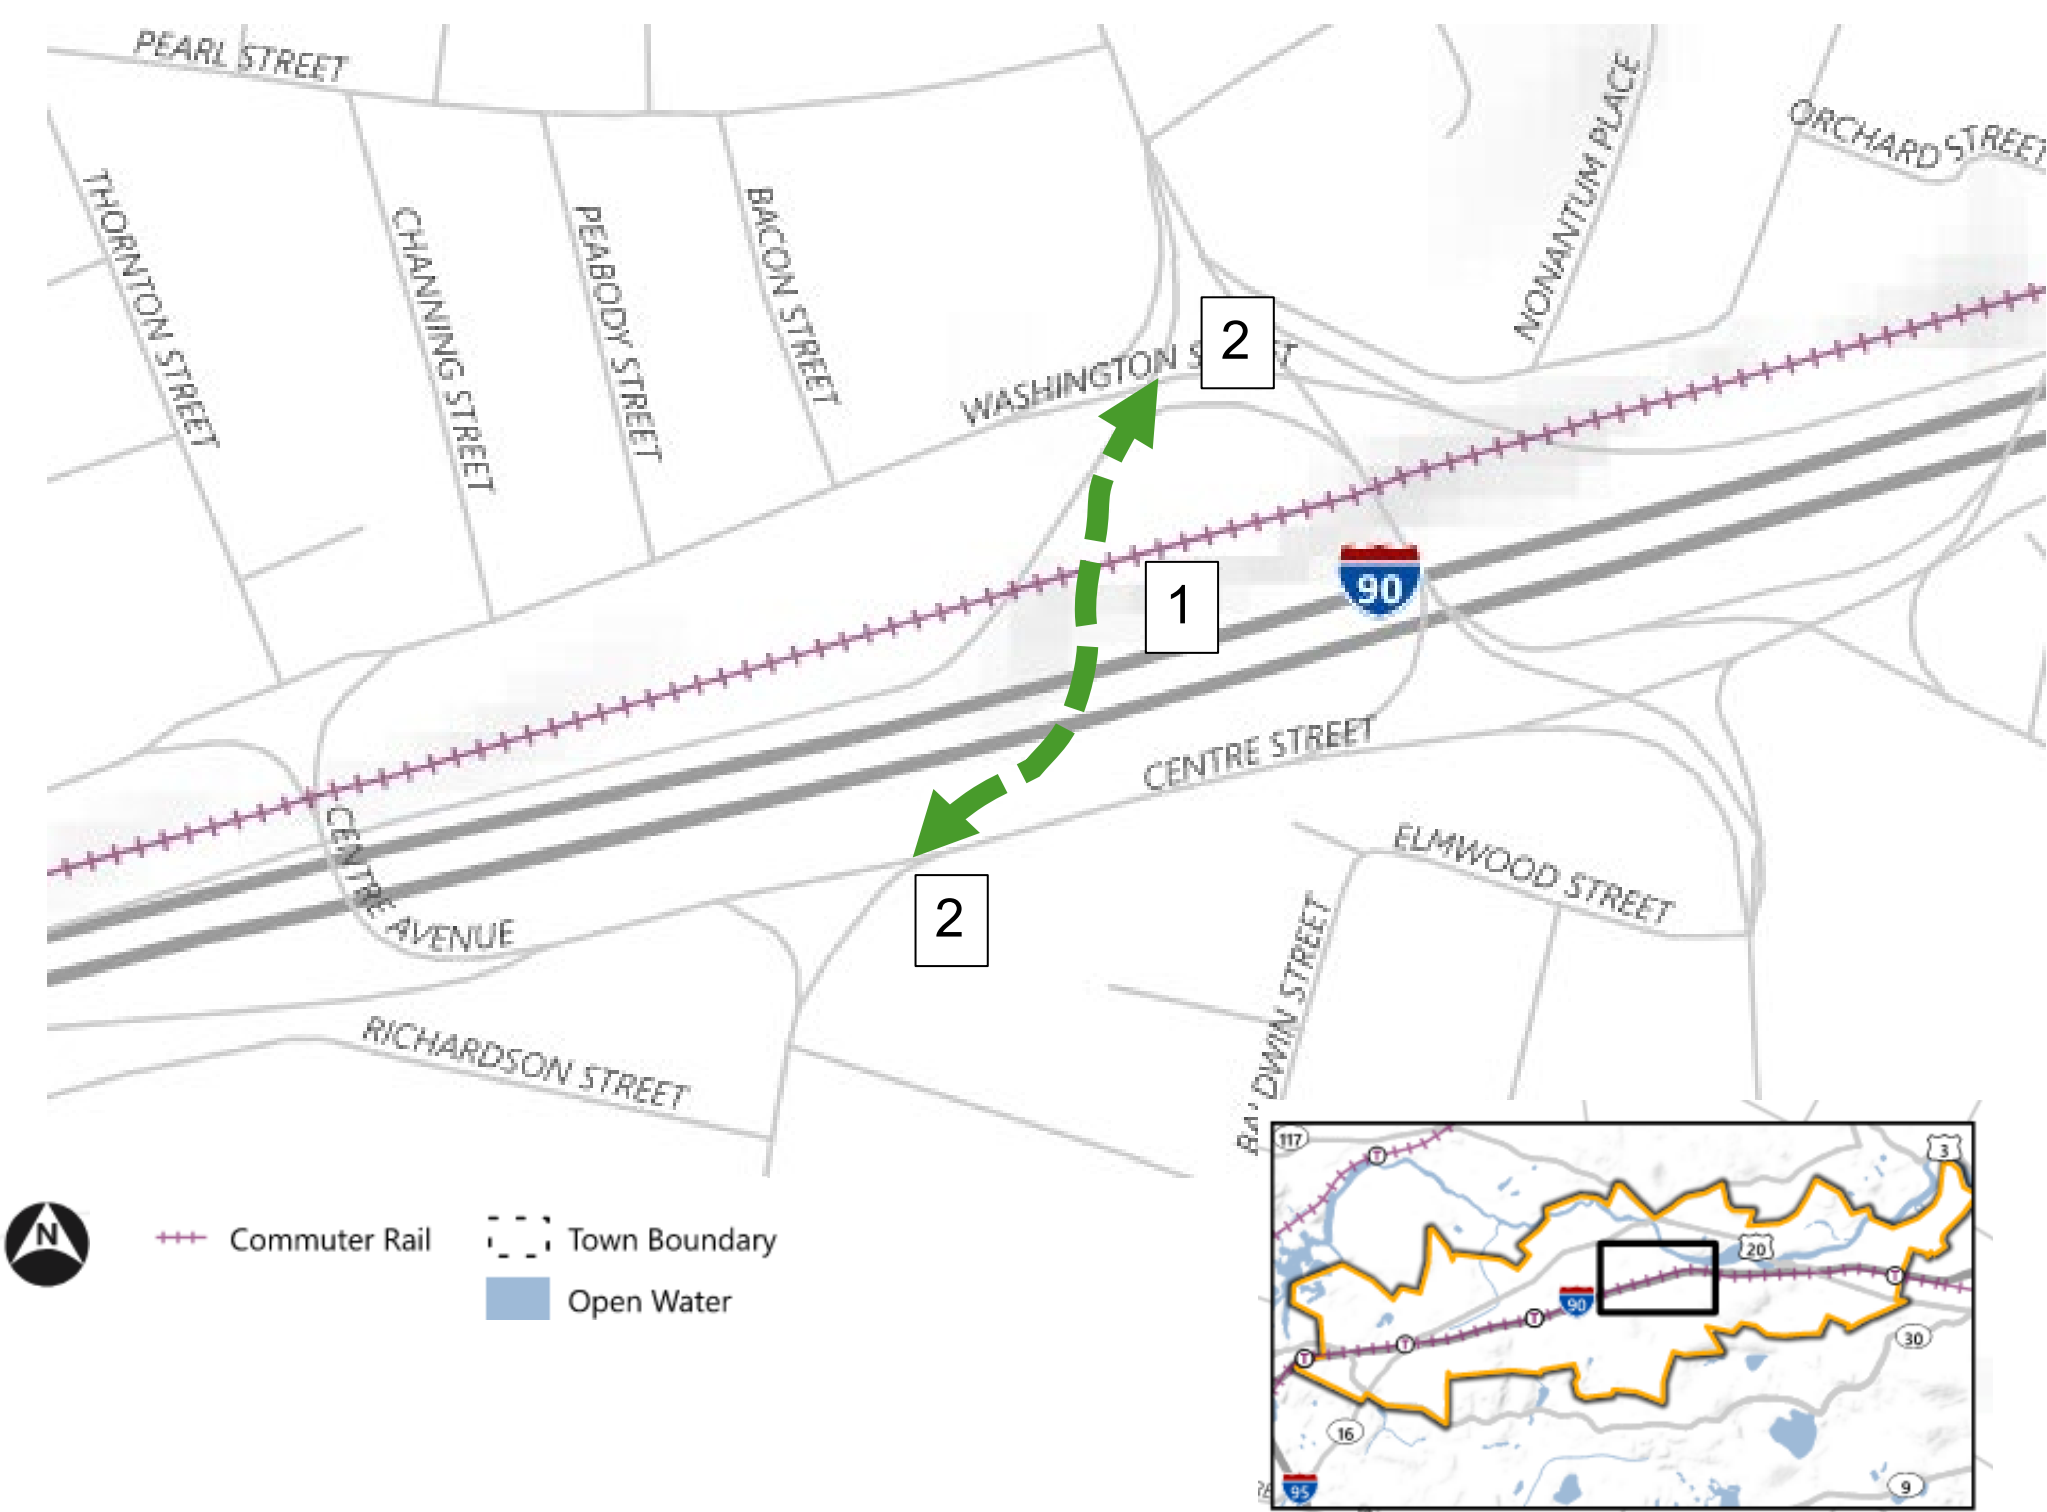 PEARL STREET
THORNTON STREET
CHANNING STREET
PEABODY STREET
BACON STREET
WASHINGTON
2
NONANTUM PLACE
ORCHARD STREET
90
1
CENTRE STREET
CENTRE AVENUE
2
ELMWOOD STREET
DWIN STREET
RICHARDSON STREET
N
Commuter Rail
Town Boundary
Open Water
117
3
20
90
30
16
95
9
T
T
T
T
T